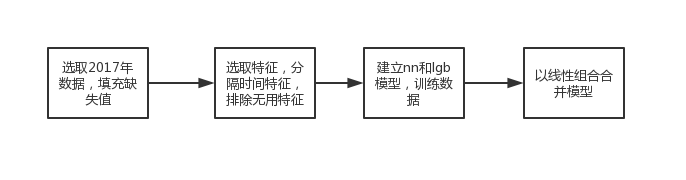 选取2017年
数据，填充缺
失值
选取特征，分
隔时间特征，
排除无用特征
建立nn和lgb
模型，训练数
据
以线性组合合
并模型